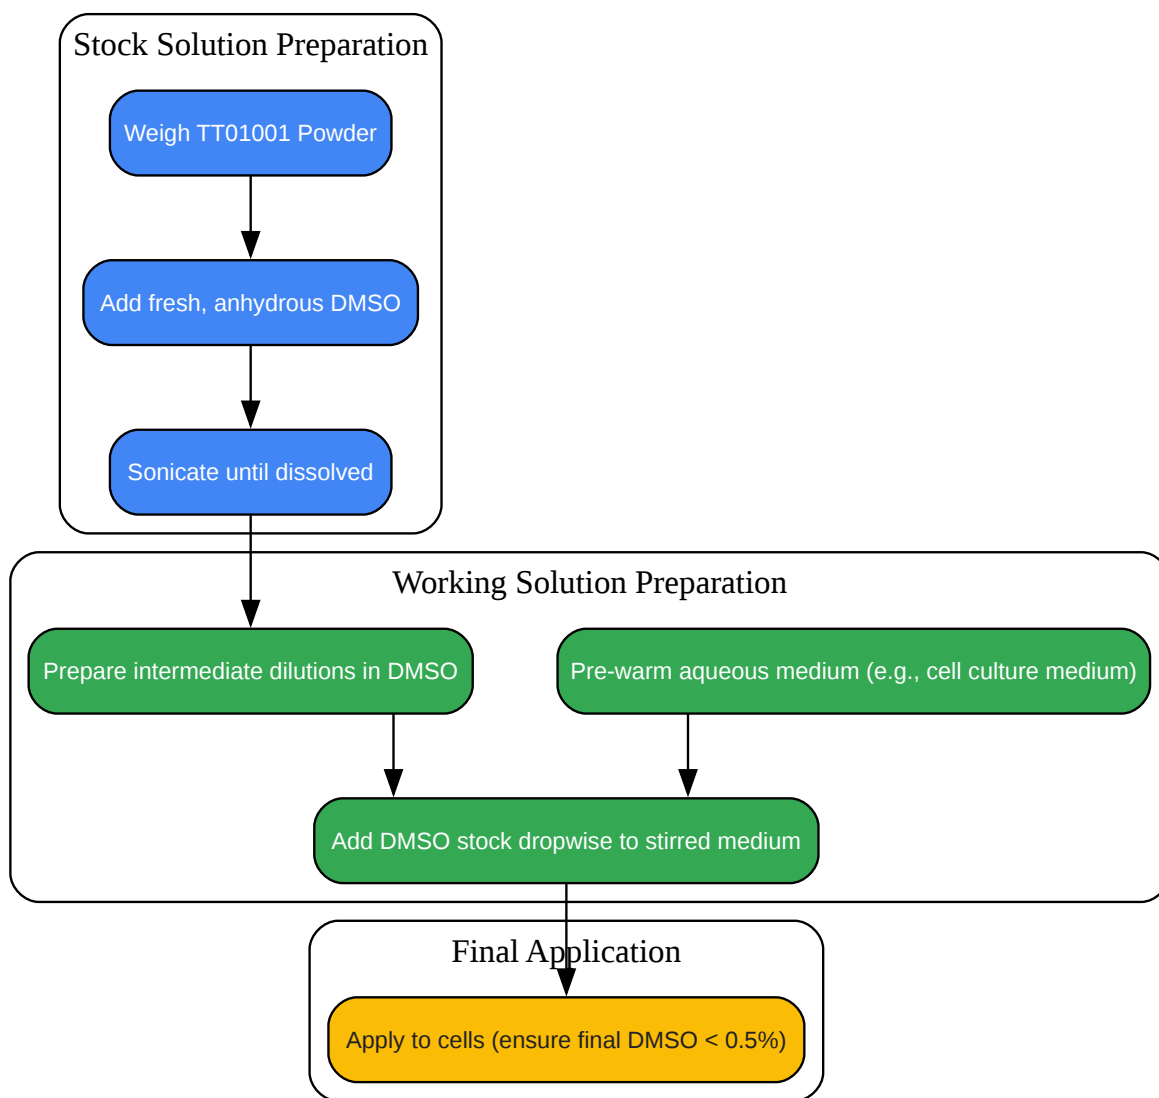 Stock Solution Preparation
Weigh TT01001 Powder
Add fresh, anhydrous DMSO
Sonicate until dissolved
Working Solution Preparation
Prepare intermediate dilutions in DMSO
Pre-warm aqueous medium (e.g., cell culture medium)
Add DMSO stock dropwise to stirred medium
Final Application
Apply to cells (ensure final DMSO < 0.5%)